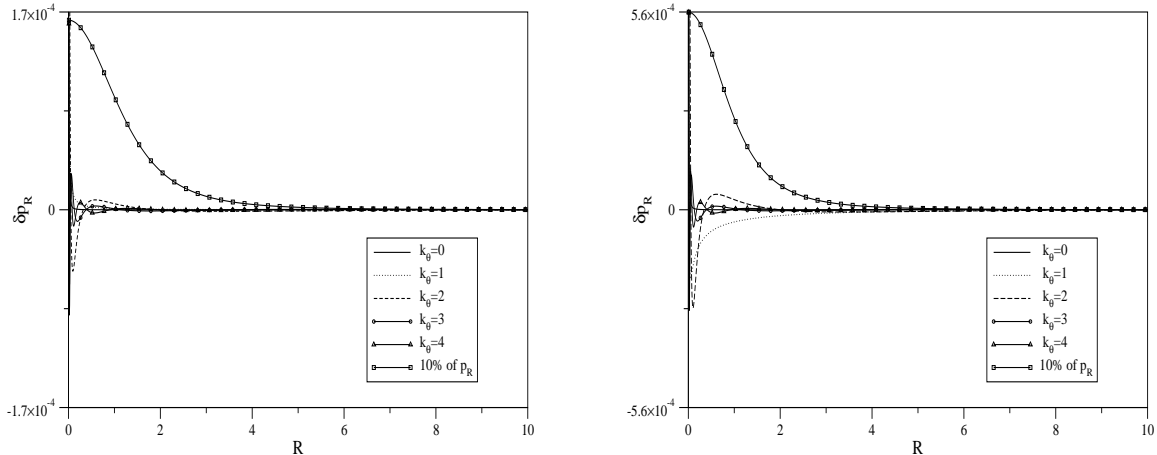 1.7×10⁻⁴
0
-1.7×10⁻⁴
δp_R
0 2 4 6 8 10
R
k_θ=0
k_θ=1
k_θ=2
k_θ=3
k_θ=4
10% of p_R
5.6×10⁻⁴
0
-5.6×10⁻⁴
δp_R
0 2 4 6 8 10
R
k_θ=0
k_θ=1
k_θ=2
k_θ=3
k_θ=4
10% of p_R